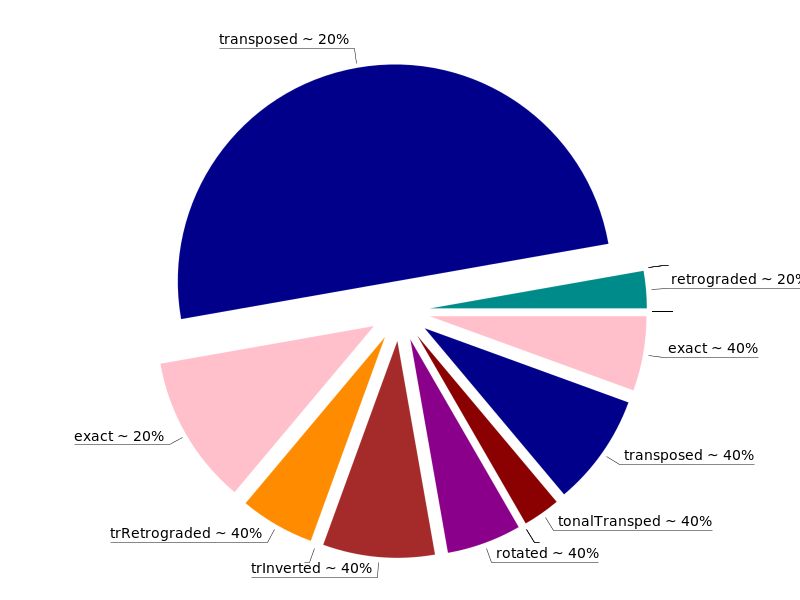 transposed ~ 20%
retrograded ~ 20%
exact ~ 40%
exact ~ 20%
transposed ~ 40%
tonalTransped ~ 40%
trRetrograded ~ 40%
rotated ~ 40%
trInverted ~ 40%